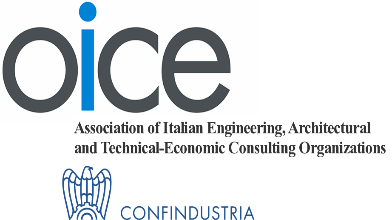 oice
Association of Italian Engineering, Architectural
and Technical-Economic Consulting Organizations
CONFINDUSTRIA